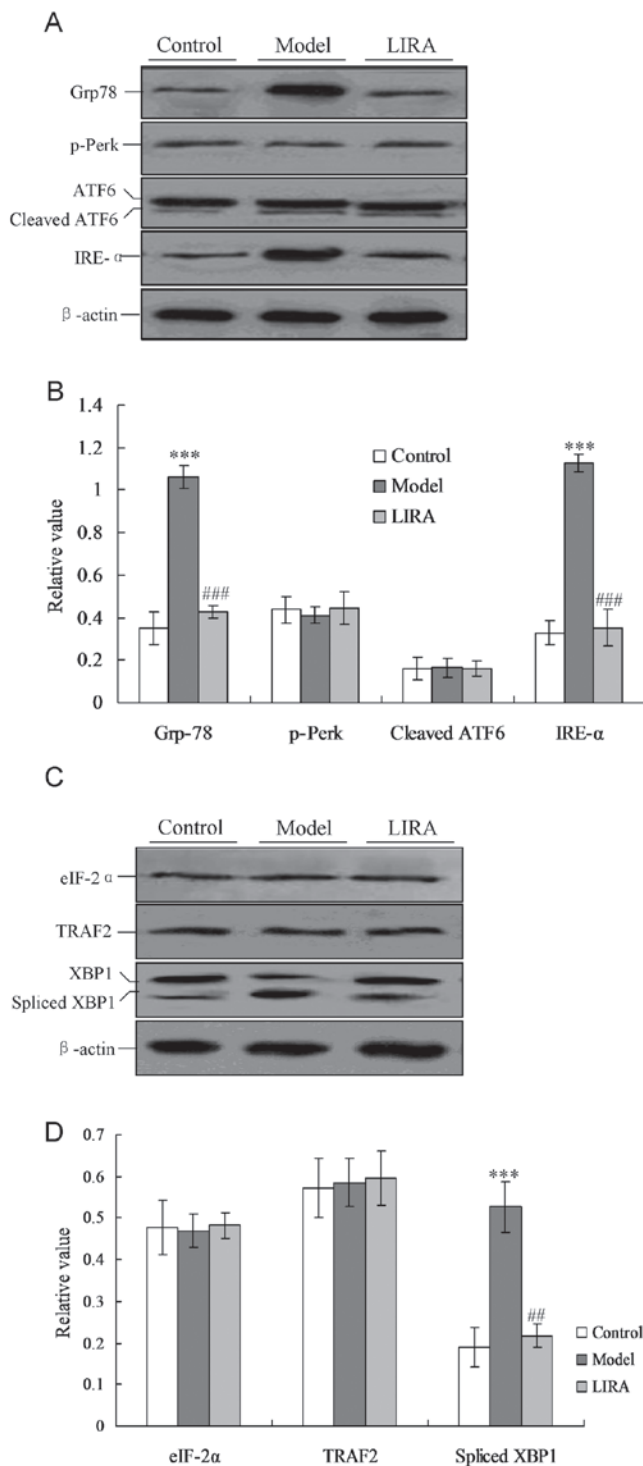 A
Control Model LIRA
Grp78
p-Perk
ATF6
Cleaved ATF6
IRE-α
β-actin
B
1.4
1.2
1
0.8
0.6
0.4
0.2
0
Relative value
***
###
***
###
Control
Model
LIRA
Grp-78 p-Perk Cleaved ATF6 IRE-α
C
Control Model LIRA
eIF-2α
TRAF2
XBP1
Spliced XBP1
β-actin
D
0.7
0.6
0.5
0.4
0.3
0.2
0.1
0
Relative value
***
##
Control
Model
LIRA
eIF-2α TRAF2 Spliced XBP1